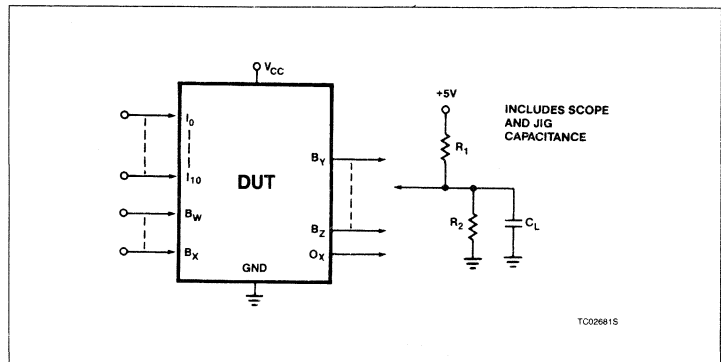 VCC
+5V
INCLUDES SCOPE
AND JIG
CAPACITANCE
I0
R1
BY
I10
DUT
BW
R2
CL
BZ
BX
OX
GND
TC02681S